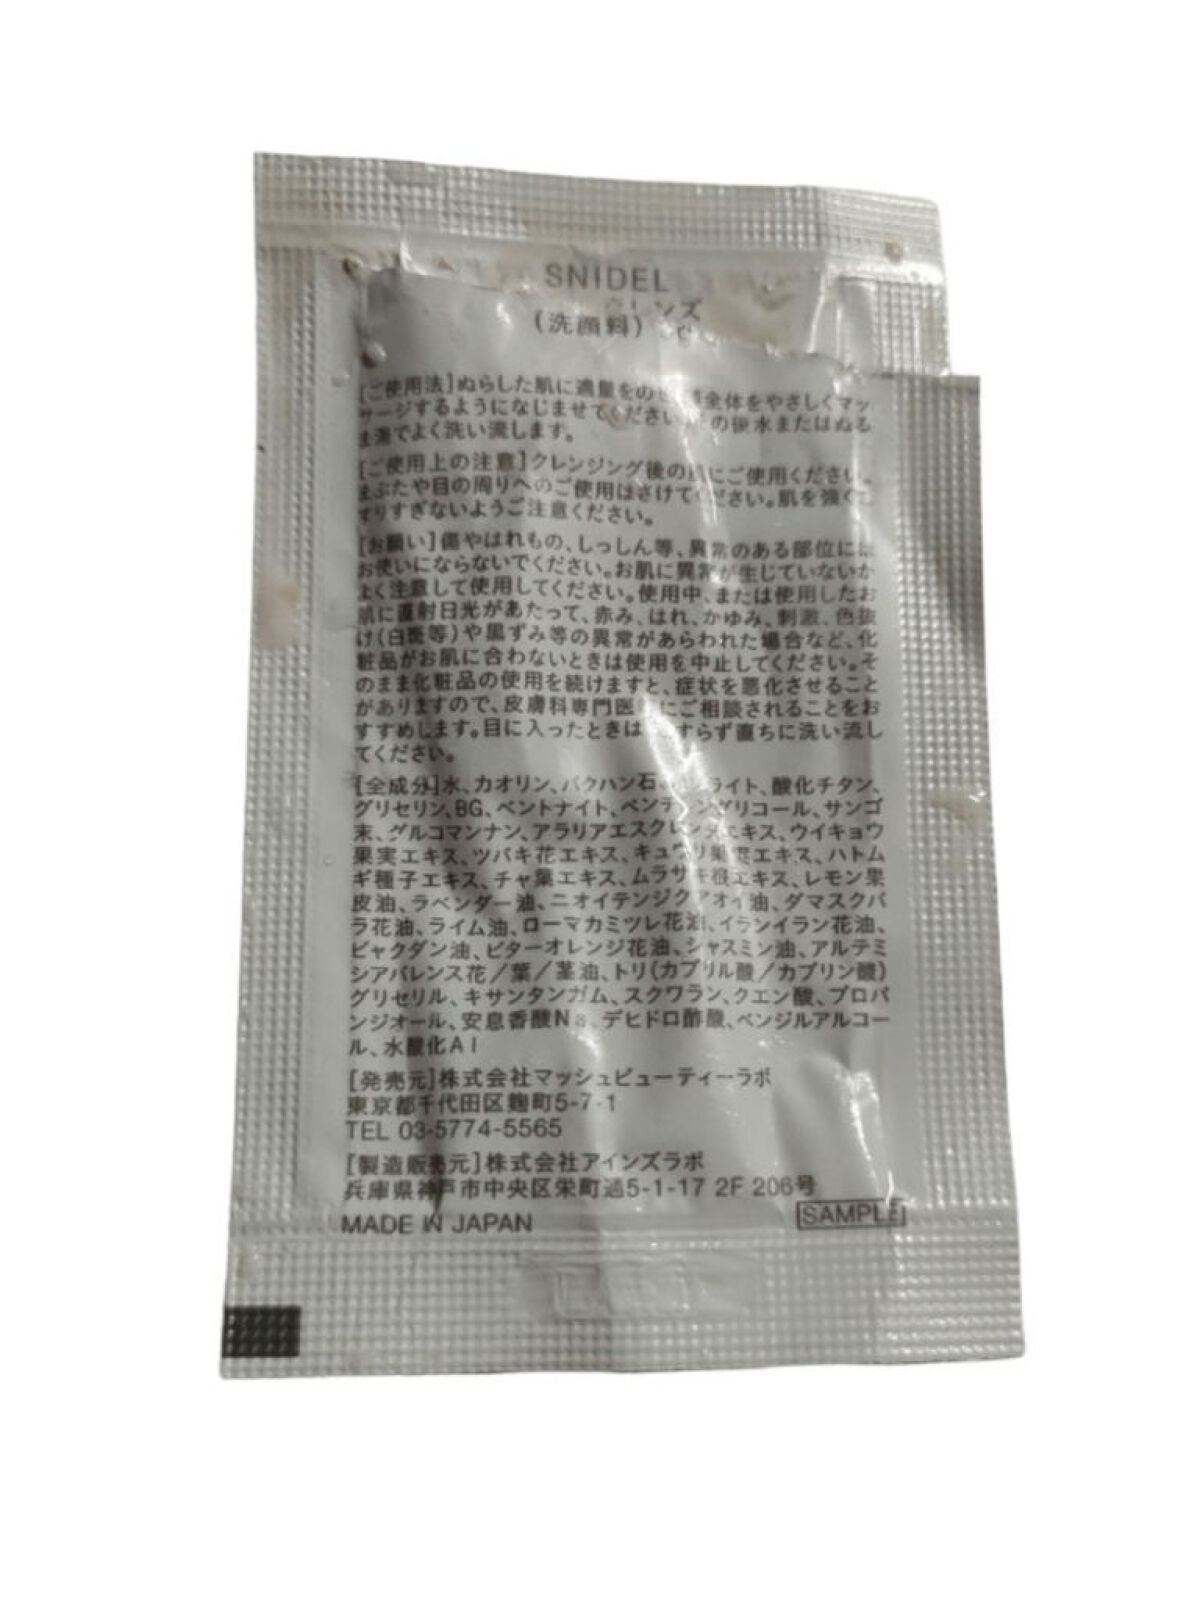 SNIDEL
レンズ
(洗顔料)
[ご使用法]ぬらした肌に適量をのせ 全体をやさしくマッ
サージするようになじませてください の後水またはぬる
ま湯でよく洗い流します。
[ご使用上の注意]クレンジング後の肌にご使用ください。
まぶたや目の周りへのご使用はさけてください。肌を強くこ
すりすぎないようご注意ください。
[お願い]傷やはれもの、しっしん等、異常のある部位には
お使いにならないでください。お肌に異常が生じていないか
よく注意して使用してください。使用中、または使用したお
肌に直射日光があたって、赤み、はれ、かゆみ、刺激、色抜
け(白斑等)や黒ずみ等の異常があらわれた場合など、化
粧品がお肌に合わないときは使用を中止してください。そ
のまま化粧品の使用を続けますと、症状を悪化させること
がありますので、皮膚科専門医 にご相談されることをお
すすめします。目に入ったときは すらず直ちに洗い流し
てください。
[全成分]水、カオリン、バクハン石 ライト、酸化チタン、
グリセリン、BG、ベントナイト、ペンチレングリコール、サンゴ
末、グルコマンナン、アラリアエスクレンタエキス、ウイキョウ
果実エキス、ツバキ花エキス、キュウリ果実エキス、ハトム
ギ種子エキス、チャ葉エキス、ムラサキ根エキス、レモン果
皮油、ラベンダー油、ニオイテンジクアオイ油、ダマスクバ
ラ花油、ライム油、ローマカミツレ花油、イランイラン花油、
ビャクダン油、ビターオレンジ花油、ジャスミン油、アルテミ
シアパレンス花/葉/茎油、トリ(カプリル酸/カプリン酸)
グリセリル、キサンタンガム、スクワラン、クエン酸、プロパ
ンジオール、安息香酸Na、デヒドロ酢酸、ベンジルアルコー
ル、水酸化Al
[発売元]株式会社マッシュビューティーラボ
東京都千代田区麹町5-7-1
TEL 03-5774-5565
[製造販売元]株式会社アインズラボ
兵庫県神戸市中央区栄町通5-1-17 2F 206号
MADE IN JAPAN
SAMPLE